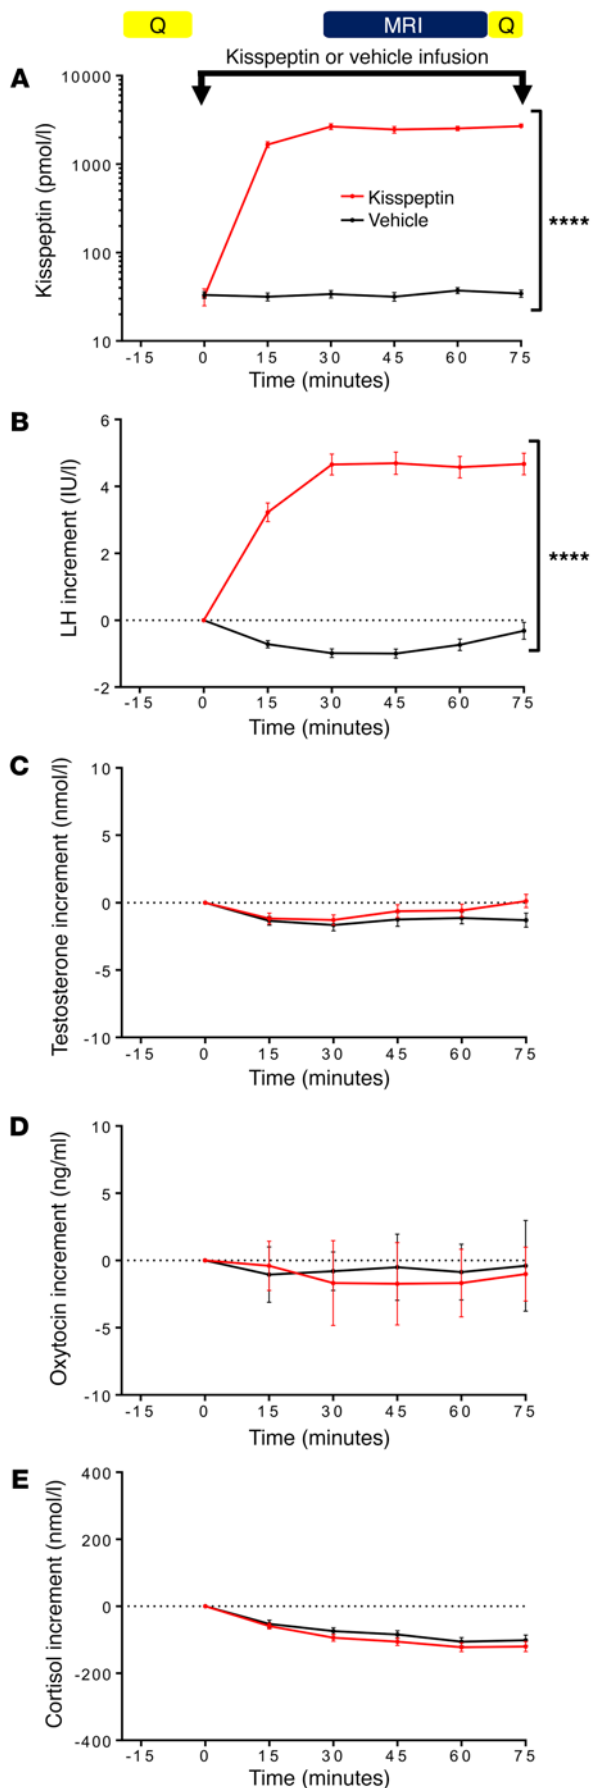 Q MRI Q
Kisspeptin or vehicle infusion
A
Kisspeptin (pmol/l)
10000
1000
100
10
Kisspeptin
Vehicle
****
-15 0 15 30 45 60 75
Time (minutes)
B
LH increment (IU/l)
6
4
2
0
-2
****
-15 0 15 30 45 60 75
Time (minutes)
C
Testosterone increment (nmol/l)
10
5
0
-5
-10
-15 0 15 30 45 60 75
Time (minutes)
D
Oxytocin increment (ng/ml)
10
5
0
-5
-10
-15 0 15 30 45 60 75
Time (minutes)
E
Cortisol increment (nmol/l)
400
200
0
-200
-400
-15 0 15 30 45 60 75
Time (minutes)